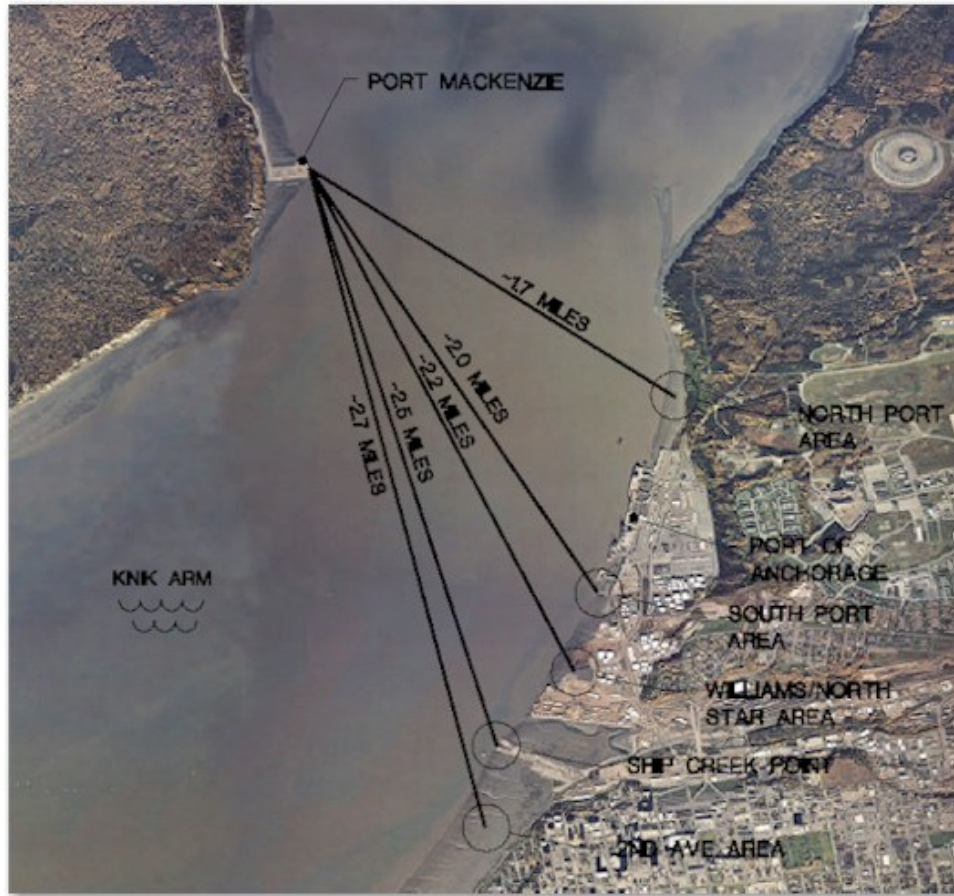 PORT MACKENZIE
~1.7 MILES
~2.0 MILES
~2.2 MILES
~2.5 MILES
~2.7 MILES
NORTH PORT
AREA
PORT OF
ANCHORAGE
KNIK ARM
SOUTH PORT
AREA
WILLIAMS/NORTH
STAR AREA
SHIP CREEK POINT
2ND AVE AREA